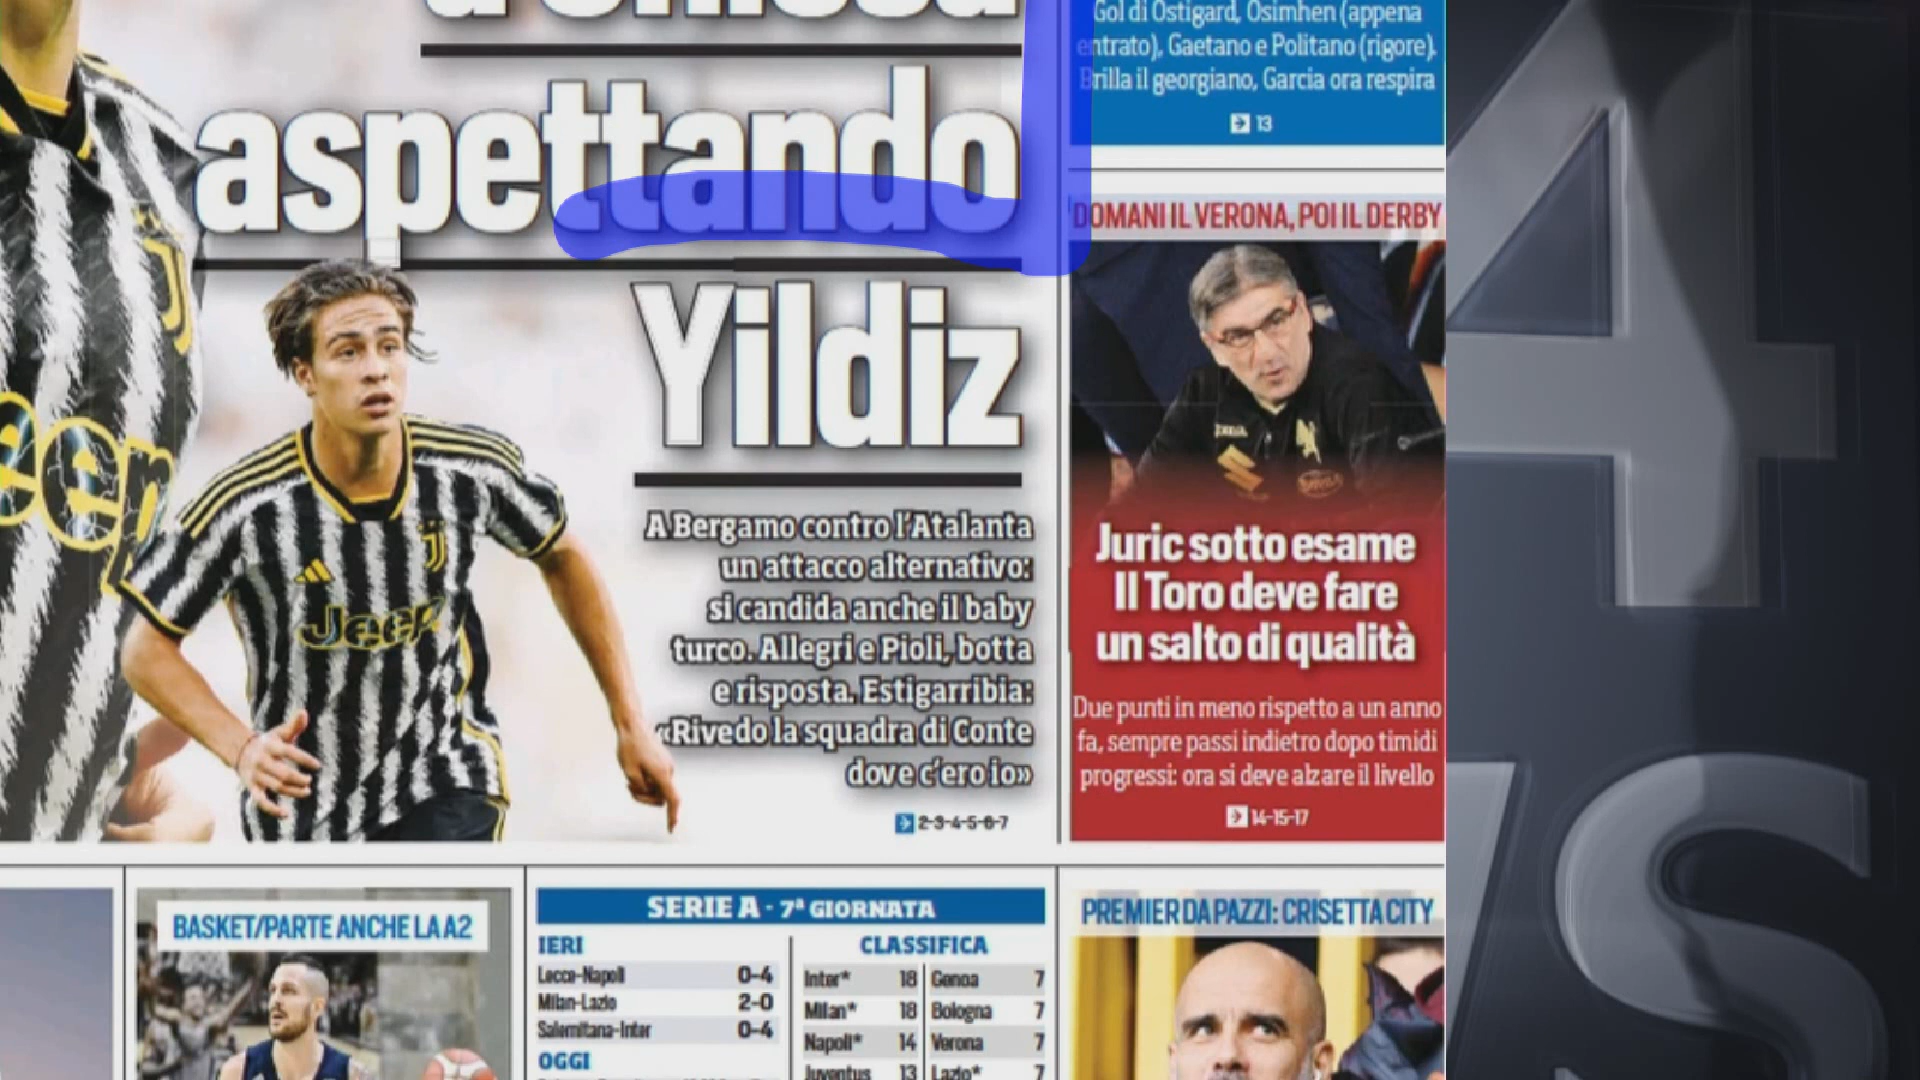 aspettando
Yildiz
A Bergamo contro l'Atalanta
un attacco alternativo:
si candida anche il baby
turco. Allegri e Pioli, botta
e risposta. Estigarribia:
«Rivedo la squadra di Conte
dove c'ero io»
2-3-4-5-6-7
Jeep
eep
Gol di Ostigard, Osimhen (appena
entrato), Gaetano e Politano (rigore).
Brilla il georgiano, Garcia ora respira
13
DOMANI IL VERONA, POI IL DERBY
Juric sotto esame
Il Toro deve fare
un salto di qualità
Due punti in meno rispetto a un anno
fa, sempre passi indietro dopo timidi
progressi: ora si deve alzare il livello
14-15-17
BASKET/PARTE ANCHE LA A2
SERIE A - 7ª GIORNATA
IERI
Lecce-Napoli 0-4
Milan-Lazio 2-0
Salernitana-Inter 0-4
OGGI
CLASSIFICA
Inter* 18 Genoa 7
Milan* 18 Bologna 7
Napoli* 14 Verona 7
Juventus 13 Lazio* 7
PREMIER DA PAZZI: CRISETTA CITY
4
S